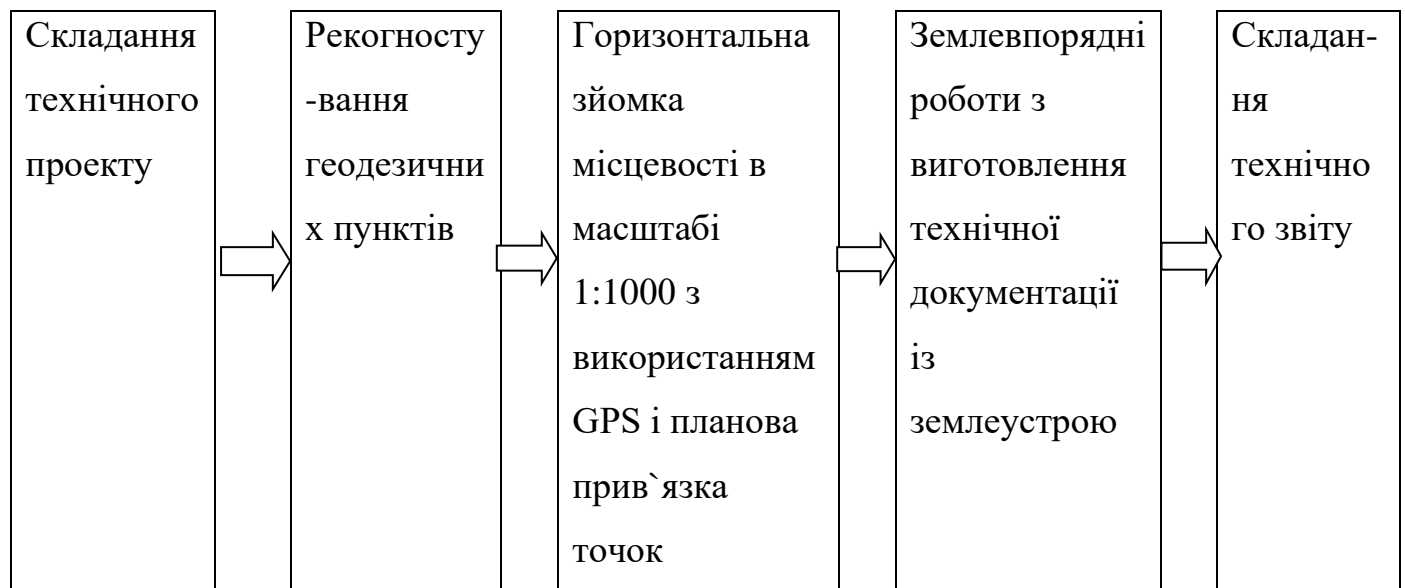 Складання
технічного
проекту
Рекогносту
-вання
геодезични
х пунктів
Горизонтальна
зйомка
місцевості в
масштабі
1:1000 з
використанням
GPS і планова
прив`язка
точок
Землевпорядні
роботи з
виготовлення
технічної
документації
із
землеустрою
Складан-
ня
технічно
го звіту